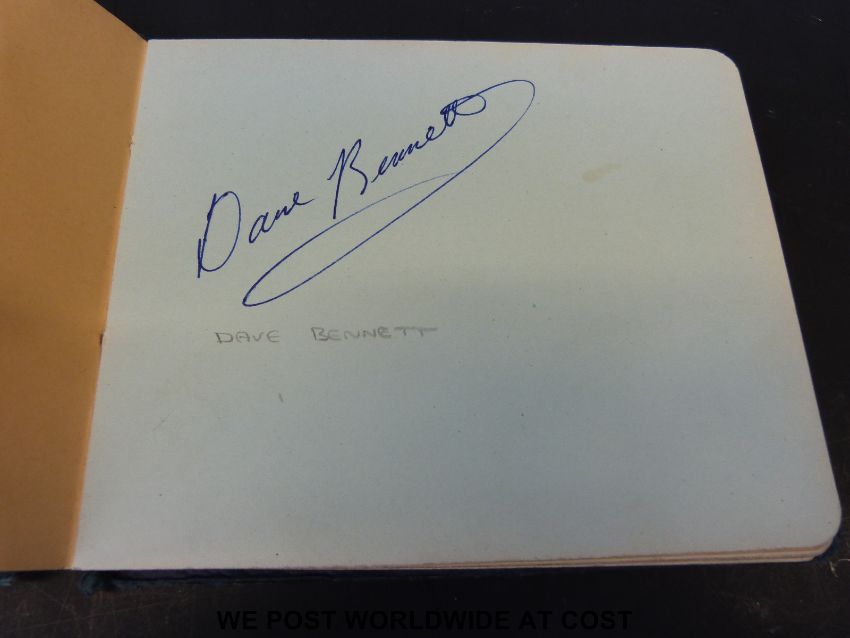 Dave Bennett
DAVE BENNETT
WE POST WORLDWIDE AT COST